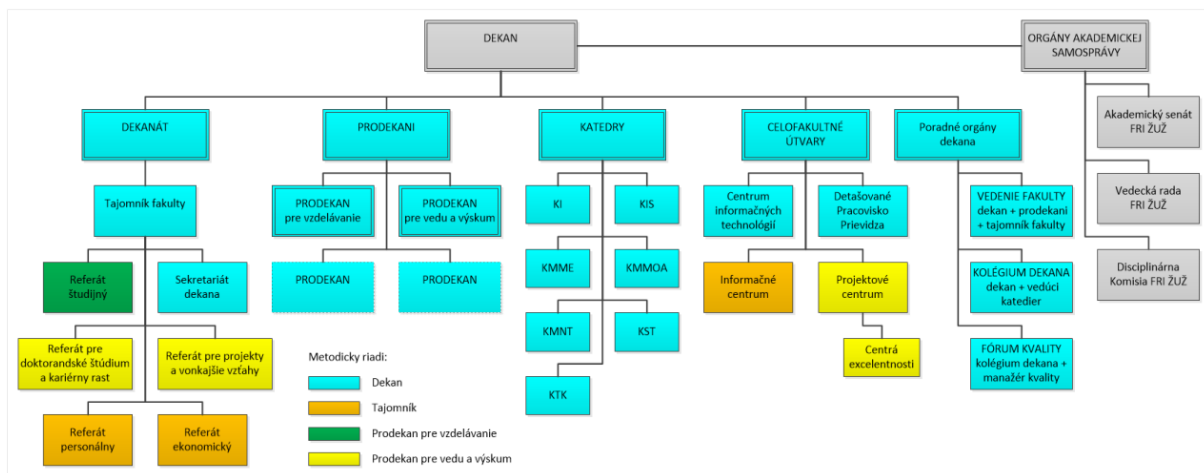 DEKAN
ORGÁNY AKADEMICKEJ
SAMOSPRÁVY
DEKANÁT
PRODEKANI
KATEDRY
CELOFAKULTNÉ
ÚTVARY
Poradné orgány
dekana
Akademický senát
FRI ŽUŽ
Tajomník fakulty
PRODEKAN
pre vzdelávanie
PRODEKAN
pre vedu a výskum
KI
KIS
Centrum
informačných
technológií
Detašované
Pracovisko
Prievidza
VEDENIE FAKULTY
dekan + prodekani
+ tajomník fakulty
Vedecká rada
FRI ŽUŽ
Referát
študijný
Sekretariát
dekana
PRODEKAN
PRODEKAN
KMME
KMMOA
Informačné
centrum
Projektové
centrum
KOLÉGIUM DEKANA
dekan + vedúci
katedier
Disciplinárna
Komisia FRI ŽUŽ
Referát pre
doktorandské štúdium
a kariérny rast
Referát pre projekty
a vonkajšie vzťahy
KMNT
KST
Centrá
excelentnosti
FÓRUM KVALITY
kolégium dekana +
manažér kvality
KTK
Referát
personálny
Referát
ekonomický
Metodicky riadi:
Dekan
Tajomník
Prodekan pre vzdelávanie
Prodekan pre vedu a výskum